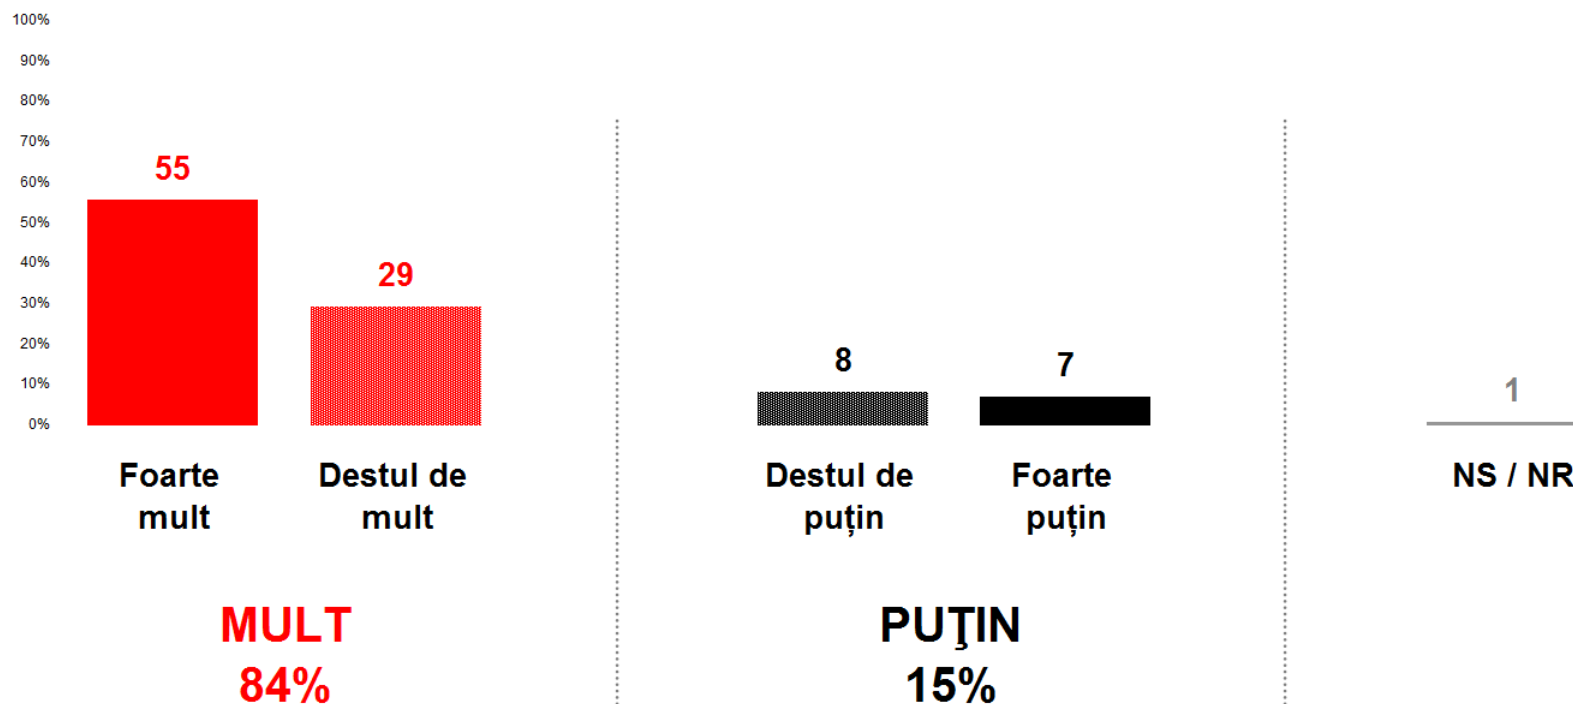 100%
90%
80%
70%
60%
50%
40%
30%
20%
10%
0%
55
29
8
7
1
Foarte mult
Destul de mult
Destul de puțin
Foarte puțin
NS / NR
MULT
84%
PUŢIN
15%